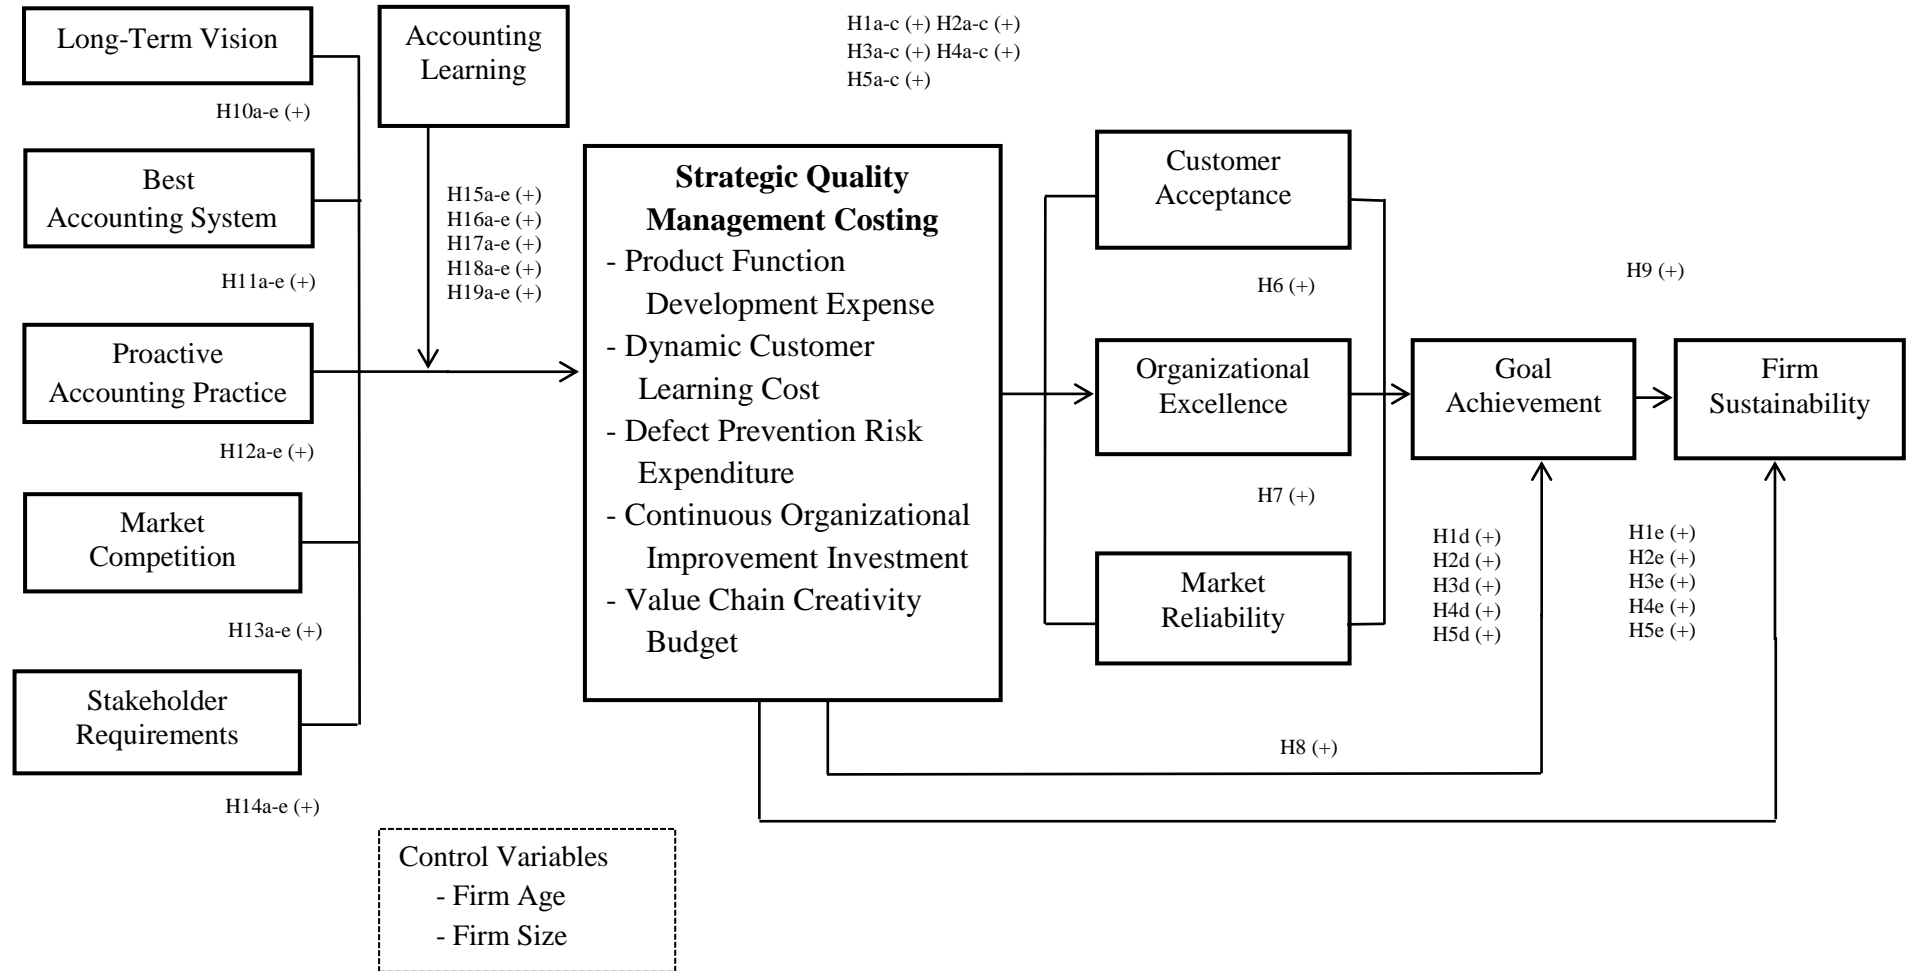 Long-Term Vision
H10a-e (+)
Best
Accounting System
H11a-e (+)
Proactive
Accounting Practice
H12a-e (+)
Market
Competition
H13a-e (+)
Stakeholder
Requirements
H14a-e (+)
Accounting
Learning
H15a-e (+)
H16a-e (+)
H17a-e (+)
H18a-e (+)
H19a-e (+)
Strategic Quality
Management Costing
- Product Function
Development Expense
- Dynamic Customer
Learning Cost
- Defect Prevention Risk
Expenditure
- Continuous Organizational
Improvement Investment
- Value Chain Creativity
Budget
H1a-c (+) H2a-c (+)
H3a-c (+) H4a-c (+)
H5a-c (+)
Customer
Acceptance
H6 (+)
Organizational
Excellence
H7 (+)
Market
Reliability
H8 (+)
Goal
Achievement
H1d (+)
H2d (+)
H3d (+)
H4d (+)
H5d (+)
H9 (+)
Firm
Sustainability
H1e (+)
H2e (+)
H3e (+)
H4e (+)
H5e (+)
Control Variables
- Firm Age
- Firm Size